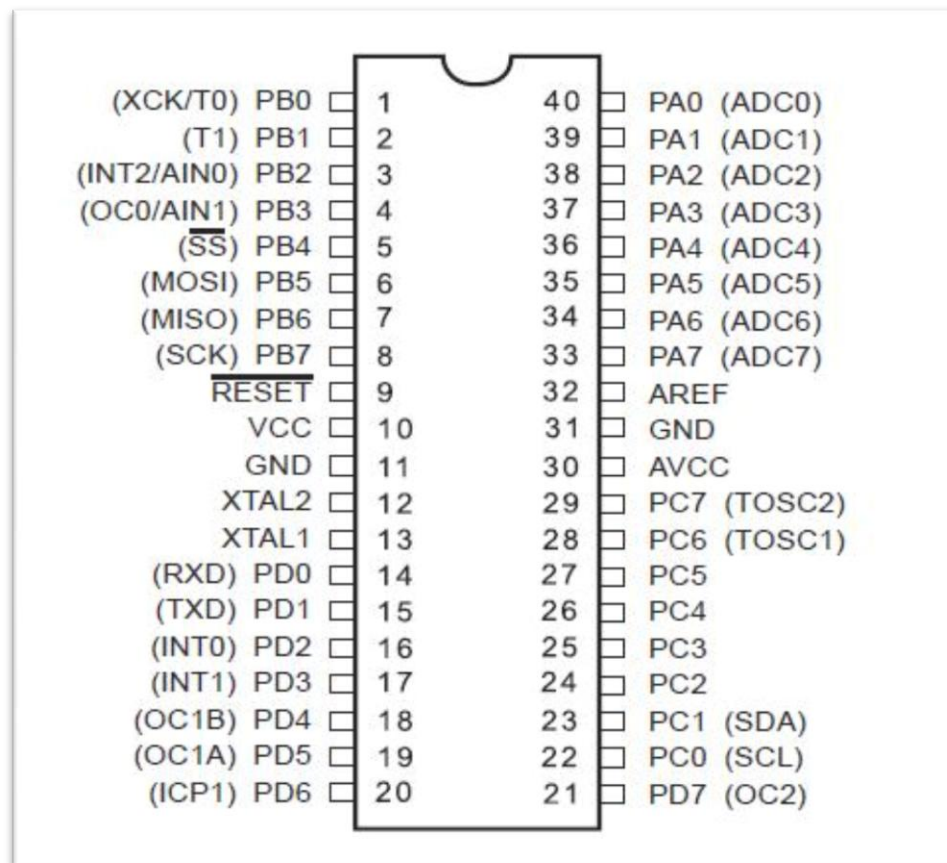 (XCK/T0) PB0 1 40 PA0 (ADC0)
(T1) PB1 2 39 PA1 (ADC1)
(INT2/AIN0) PB2 3 38 PA2 (ADC2)
(OC0/AIN1) PB3 4 37 PA3 (ADC3)
(SS) PB4 5 36 PA4 (ADC4)
(MOSI) PB5 6 35 PA5 (ADC5)
(MISO) PB6 7 34 PA6 (ADC6)
(SCK) PB7 8 33 PA7 (ADC7)
RESET 9 32 AREF
VCC 10 31 GND
GND 11 30 AVCC
XTAL2 12 29 PC7 (TOSC2)
XTAL1 13 28 PC6 (TOSC1)
(RXD) PD0 14 27 PC5
(TXD) PD1 15 26 PC4
(INT0) PD2 16 25 PC3
(INT1) PD3 17 24 PC2
(OC1B) PD4 18 23 PC1 (SDA)
(OC1A) PD5 19 22 PC0 (SCL)
(ICP1) PD6 20 21 PD7 (OC2)